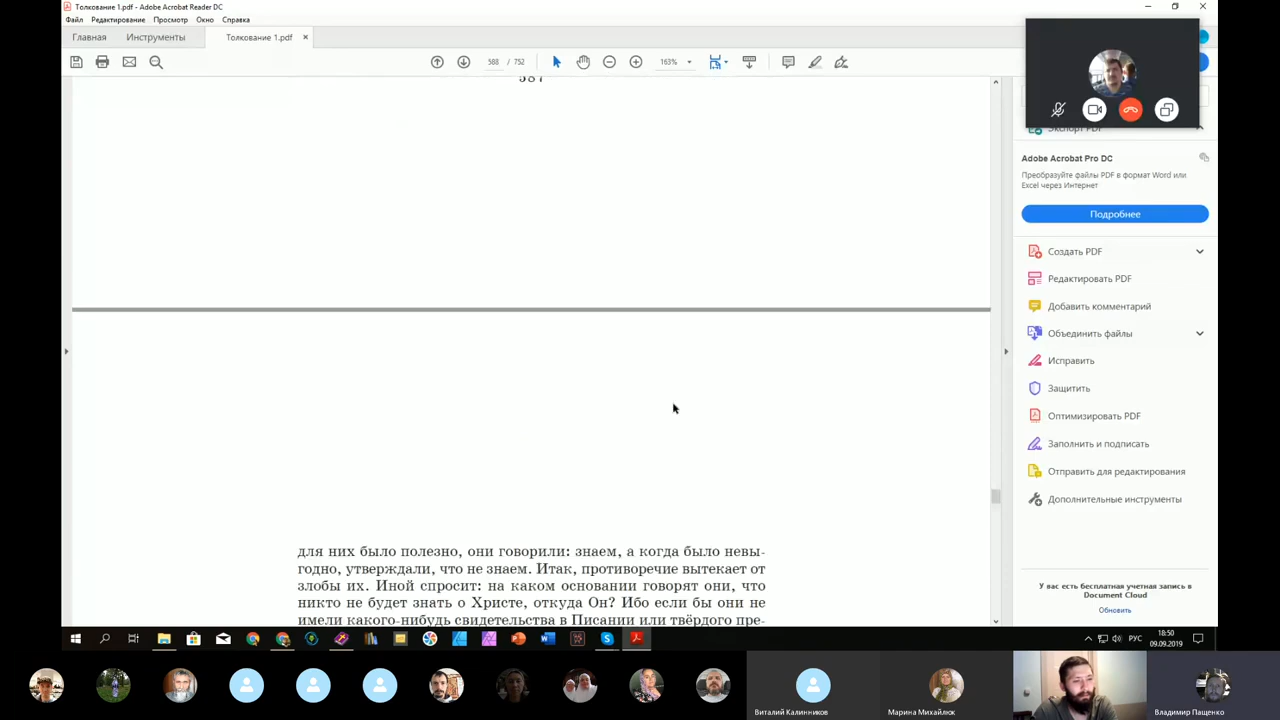 Толкование 1.pdf - Adobe Acrobat Reader DC
Файл Редактирование Просмотр Окно Справка
Главная Инструменты Толкование 1.pdf ×
588 / 752 163%
587
Экспорт PDF
Adobe Acrobat Pro DC
Преобразуйте файлы PDF в формат Word или
Excel через Интернет
Подробнее
Создать PDF
Редактировать PDF
Добавить комментарий
Объединить файлы
Исправить
Защитить
Оптимизировать PDF
Заполнить и подписать
Отправить для редактирования
Дополнительные инструменты
У вас есть бесплатная учетная запись в
Document Cloud
Обновить
для них было полезно, они говорили: знаем, а когда было невы-
годно, утверждали, что не знаем. Итак, противоречие вытекает от
злобы их. Иной спросит: на каком основании говорят они, что
никто не будет знать о Христе, откуда Он? Ибо если бы они не
имели какого-нибудь свидетельства в Писании или твёрдого пре-
РУС
18:50
09.09.2019
Виталий Калинников
Марина Михайлюк
Владимир Пащенко